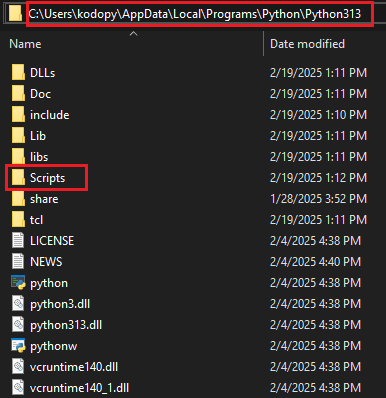 C:\Users\kodopy\AppData\Local\Programs\Python\Python313
Name Date modified
DLLs 2/19/2025 1:11 PM
Doc 2/19/2025 1:11 PM
include 2/19/2025 1:10 PM
Lib 2/19/2025 1:11 PM
libs 2/19/2025 1:11 PM
Scripts 2/19/2025 1:12 PM
share 1/28/2025 3:52 PM
tcl 2/19/2025 1:11 PM
LICENSE 2/4/2025 4:38 PM
NEWS 2/4/2025 4:40 PM
python 2/4/2025 4:38 PM
python3.dll 2/4/2025 4:38 PM
python313.dll 2/4/2025 4:38 PM
pythonw 2/4/2025 4:38 PM
vcruntime140.dll 2/4/2025 4:38 PM
vcruntime140_1.dll 2/4/2025 4:38 PM